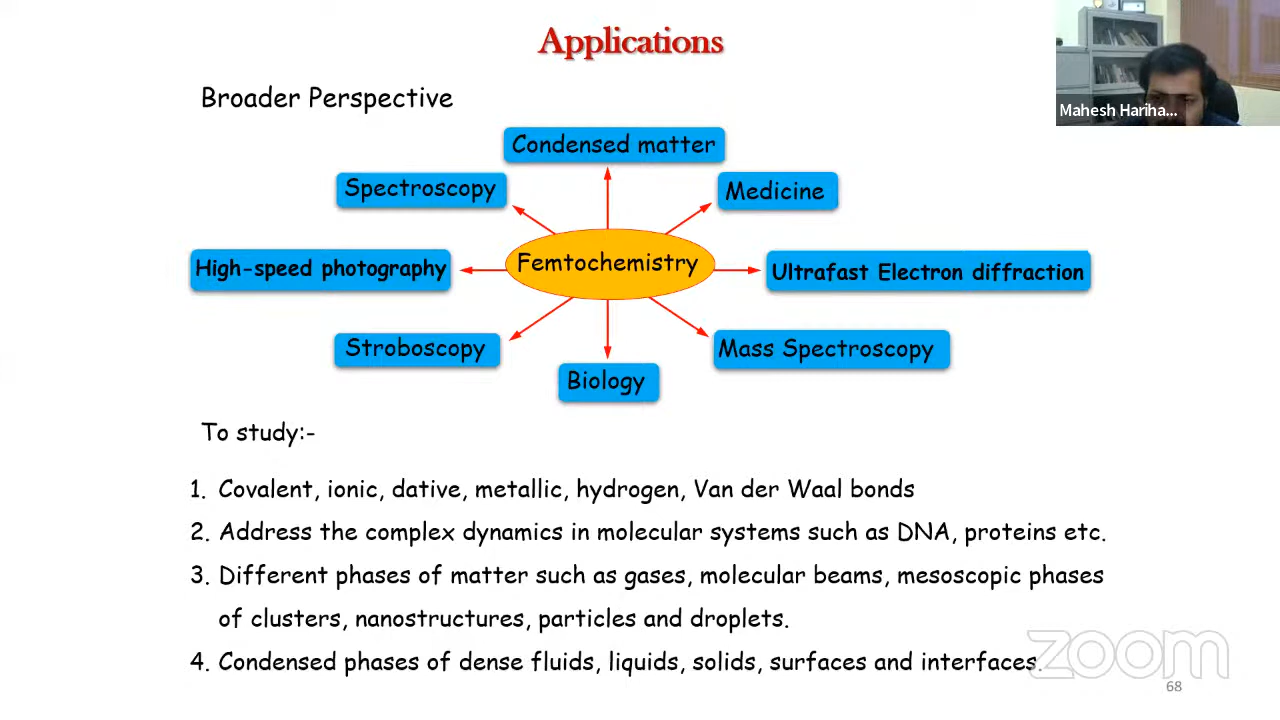 Applications
Broader Perspective
Mahesh Hariha...
Condensed matter
Spectroscopy
Medicine
High-speed photography
Femtochemistry
Ultrafast Electron diffraction
Stroboscopy
Mass Spectroscopy
Biology
To study:-
1. Covalent, ionic, dative, metallic, hydrogen, Van der Waal bonds
2. Address the complex dynamics in molecular systems such as DNA, proteins etc.
3. Different phases of matter such as gases, molecular beams, mesoscopic phases
of clusters, nanostructures, particles and droplets.
4. Condensed phases of dense fluids, liquids, solids, surfaces and interfaces.
zoom
68